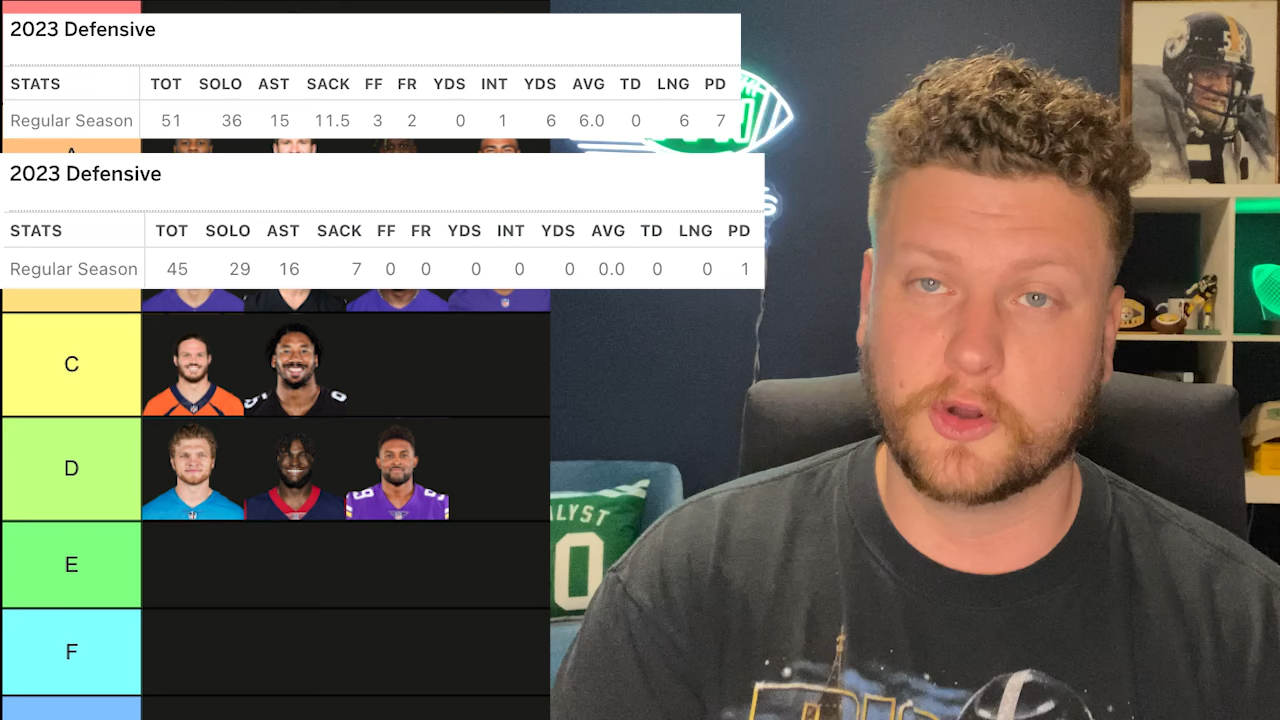 2023 Defensive
STATS TOT SOLO AST SACK FF FR YDS INT YDS AVG TD LNG PD
Regular Season 51 36 15 11.5 3 2 0 1 6 6.0 0 6 7
2023 Defensive
STATS TOT SOLO AST SACK FF FR YDS INT YDS AVG TD LNG PD
Regular Season 45 29 16 7 0 0 0 0 0 0.0 0 0 1
C
D
E
F
ALYST
0